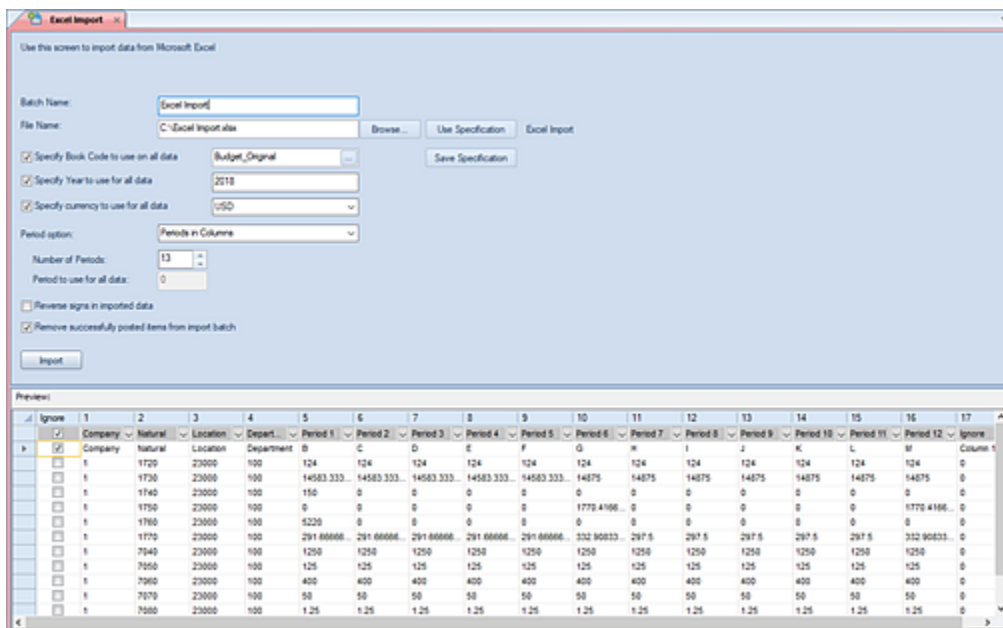 Excel Import
Use this screen to import data from Microsoft Excel
Batch Name: Excel Import
File Name: C:\Excel Import.xlsx Browse... Use Specification Excel Import
Specify Book Code to use on all data Budget_Original ... Save Specification
Specify Year to use for all data 2018
Specify currency to use for all data USD
Period option: Periods in Columns
Number of Periods: 13
Period to use for all data: 0
Reverse signs in imported data
Remove successfully posted items from import batch
Import
Preview:
Ignore 1 2 3 4 5 6 7 8 9 10 11 12 13 14 15 16 17
Company Natural Location Depart... Period 1 Period 2 Period 3 Period 4 Period 5 Period 6 Period 7 Period 8 Period 9 Period 10 Period 11 Period 12 Ignore
Company Natural Location Department B C D E F G H I J K L M Column
1 1720 23000 100 124 124 124 124 124 124 124 124 124 124 124 124 0
1 1730 23000 100 14583.333... 14583.333... 14583.333... 14583.333... 14583.333... 14875 14875 14875 14875 14875 14875 14875 0
1 1740 23000 100 150 0 0 0 0 0 0 0 0 0 0 0 0
1 1750 23000 100 0 0 0 0 0 1770.4166... 0 0 0 0 0 1770.4166... 0
1 1760 23000 100 5220 0 0 0 0 0 0 0 0 0 0 0 0
1 1770 23000 100 291.66666... 291.66666... 291.66666... 291.66666... 291.66666... 332.90833... 297.5 297.5 297.5 297.5 297.5 332.90833... 0
1 7040 23000 100 1250 1250 1250 1250 1250 1250 1250 1250 1250 1250 1250 1250 0
1 7050 23000 100 125 125 125 125 125 125 125 125 125 125 125 125 0
1 7060 23000 100 400 400 400 400 400 400 400 400 400 400 400 400 0
1 7070 23000 100 50 50 50 50 50 50 50 50 50 50 50 50 0
1 7080 23000 100 1.25 1.25 1.25 1.25 1.25 1.25 1.25 1.25 1.25 1.25 1.25 1.25 0